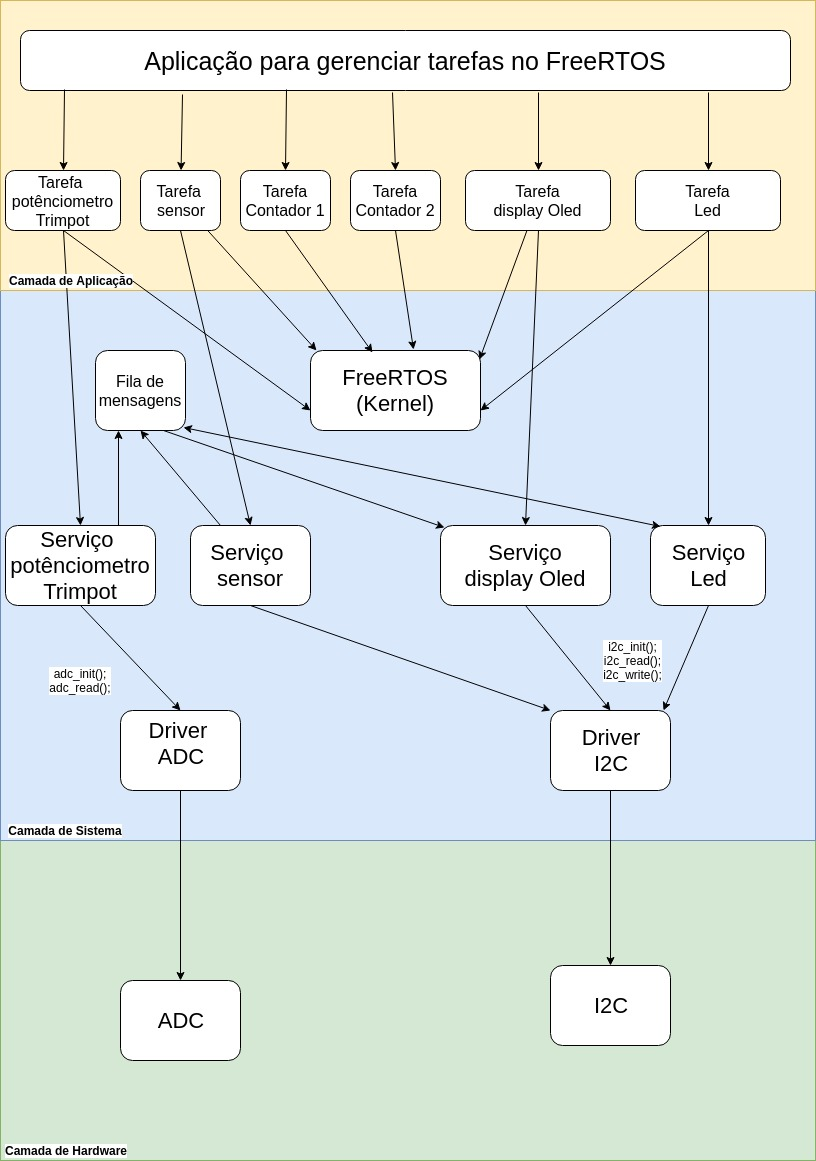 Aplicação para gerenciar tarefas no FreeRTOS
Tarefa
potênciometro
Trimpot
Tarefa
sensor
Tarefa
Contador 1
Tarefa
Contador 2
Tarefa
display Oled
Tarefa
Led
Camada de Aplicação
Fila de
mensagens
FreeRTOS
(Kernel)
Serviço
potênciometro
Trimpot
Serviço
sensor
Serviço
display Oled
Serviço
Led
adc_init();
adc_read();
i2c_init();
i2c_read();
i2c_write();
Driver
ADC
Driver
I2C
Camada de Sistema
ADC
I2C
Camada de Hardware